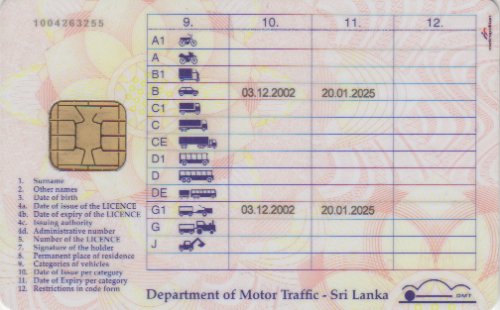 1004263255
9. 10. 11. 12.
A1
A
B1
B 03.12.2002 20.01.2025
C1
C
CE
D1
D
DE
G1 03.12.2002 20.01.2025
G
J
1. Surname
2. Other names
3. Date of birth
4a. Date of issue of the LICENCE
4b. Date of expiry of the LICENCE
4c. Issuing authority
4d. Administrative number
5. Number of the LICENCE
7. Signature of the holder
8. Permanent place of residence
9. Categories of vehicles
10. Date of Issue per category
11. Date of Expiry per category
12. Restrictions in code form
Department of Motor Traffic - Sri Lanka
DMT